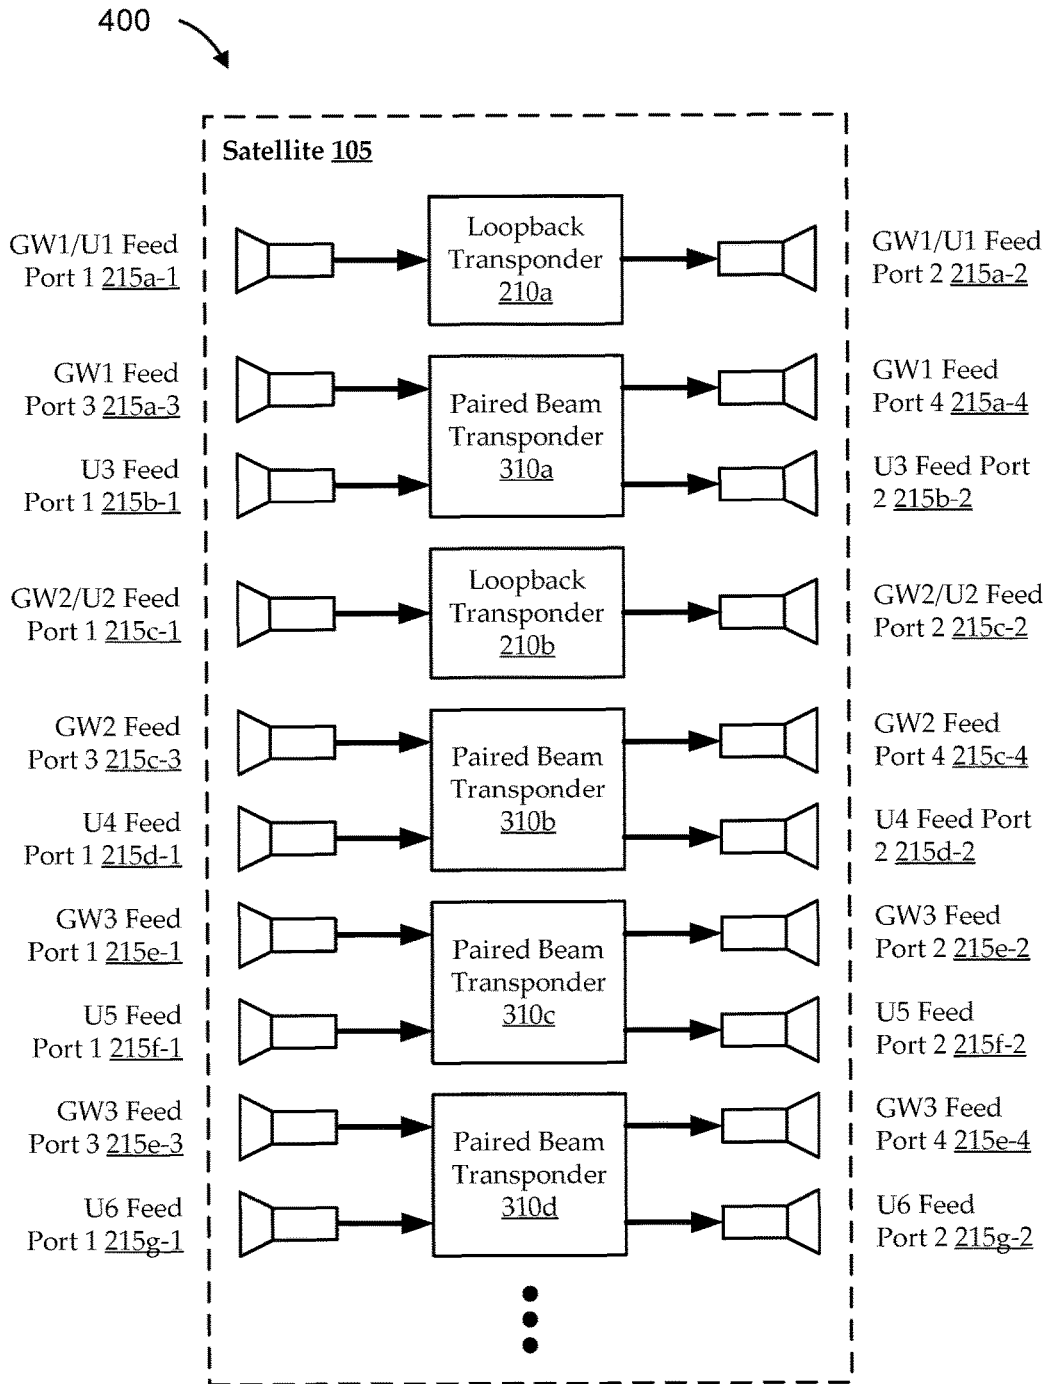 400
Satellite 105
GW1/U1 Feed
Port 1 215a-1
Loopback
Transponder
210a
GW1/U1 Feed
Port 2 215a-2
GW1 Feed
Port 3 215a-3
U3 Feed
Port 1 215b-1
Paired Beam
Transponder
310a
GW1 Feed
Port 4 215a-4
U3 Feed Port
2 215b-2
GW2/U2 Feed
Port 1 215c-1
Loopback
Transponder
210b
GW2/U2 Feed
Port 2 215c-2
GW2 Feed
Port 3 215c-3
U4 Feed
Port 1 215d-1
Paired Beam
Transponder
310b
GW2 Feed
Port 4 215c-4
U4 Feed Port
2 215d-2
GW3 Feed
Port 1 215e-1
U5 Feed
Port 1 215f-1
Paired Beam
Transponder
310c
GW3 Feed
Port 2 215e-2
U5 Feed
Port 2 215f-2
GW3 Feed
Port 3 215e-3
U6 Feed
Port 1 215g-1
Paired Beam
Transponder
310d
GW3 Feed
Port 4 215e-4
U6 Feed
Port 2 215g-2